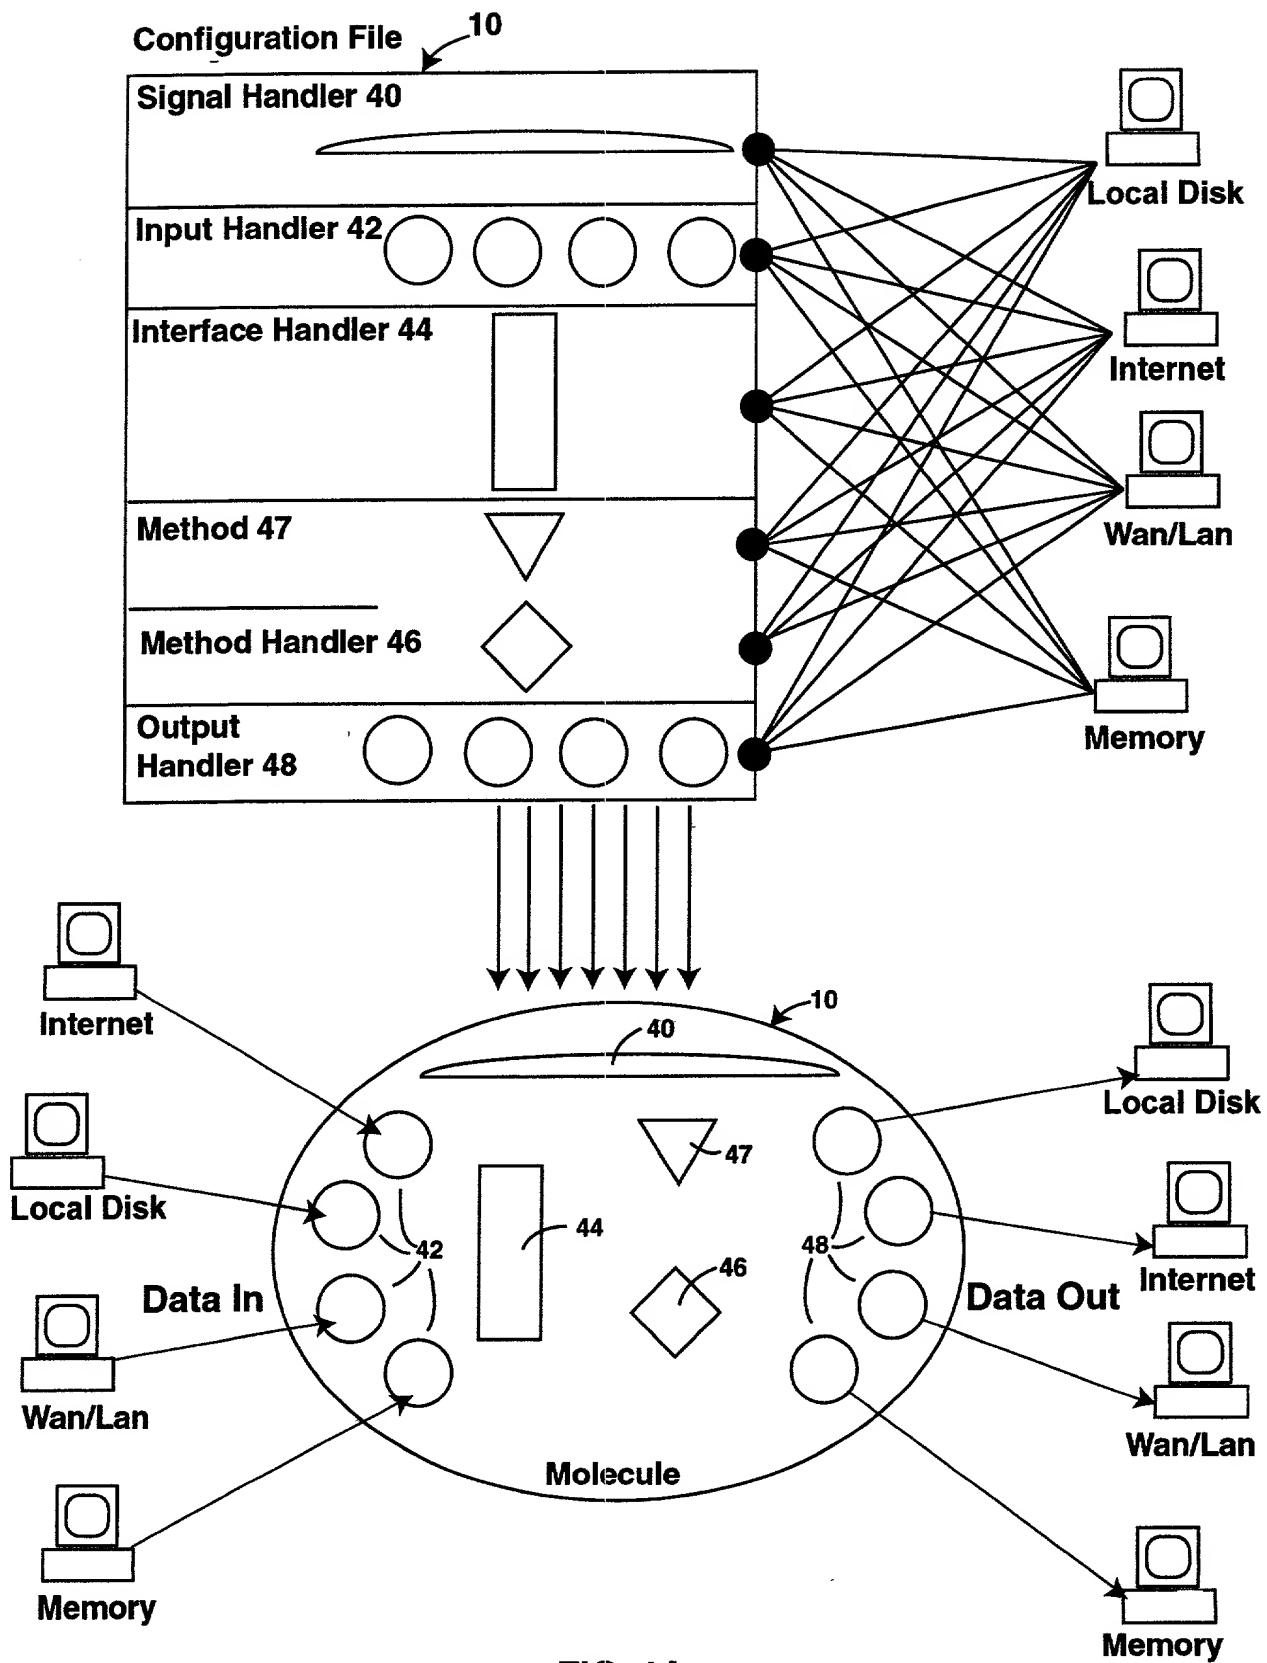 Configuration File
10
Signal Handler 40
Local Disk
Input Handler 42
Interface Handler 44
Internet
Method 47
Wan/Lan
Method Handler 46
Output
Handler 48
Memory
Internet
10
40
Local Disk
47
Local Disk
44
42
48
46
Internet
Data In
Data Out
Wan/Lan
Wan/Lan
Molecule
Memory
Memory